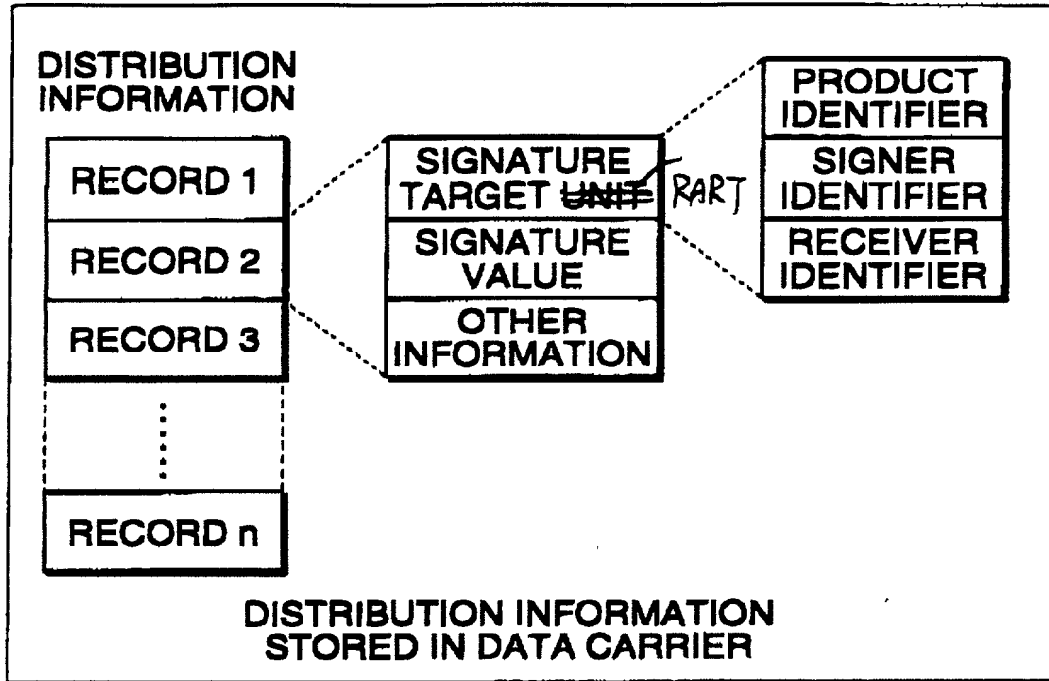 DISTRIBUTION
INFORMATION
RECORD 1
RECORD 2
RECORD 3
RECORD n
SIGNATURE
TARGET UNIT RART
SIGNATURE
VALUE
OTHER
INFORMATION
PRODUCT
IDENTIFIER
SIGNER
IDENTIFIER
RECEIVER
IDENTIFIER
DISTRIBUTION INFORMATION
STORED IN DATA CARRIER